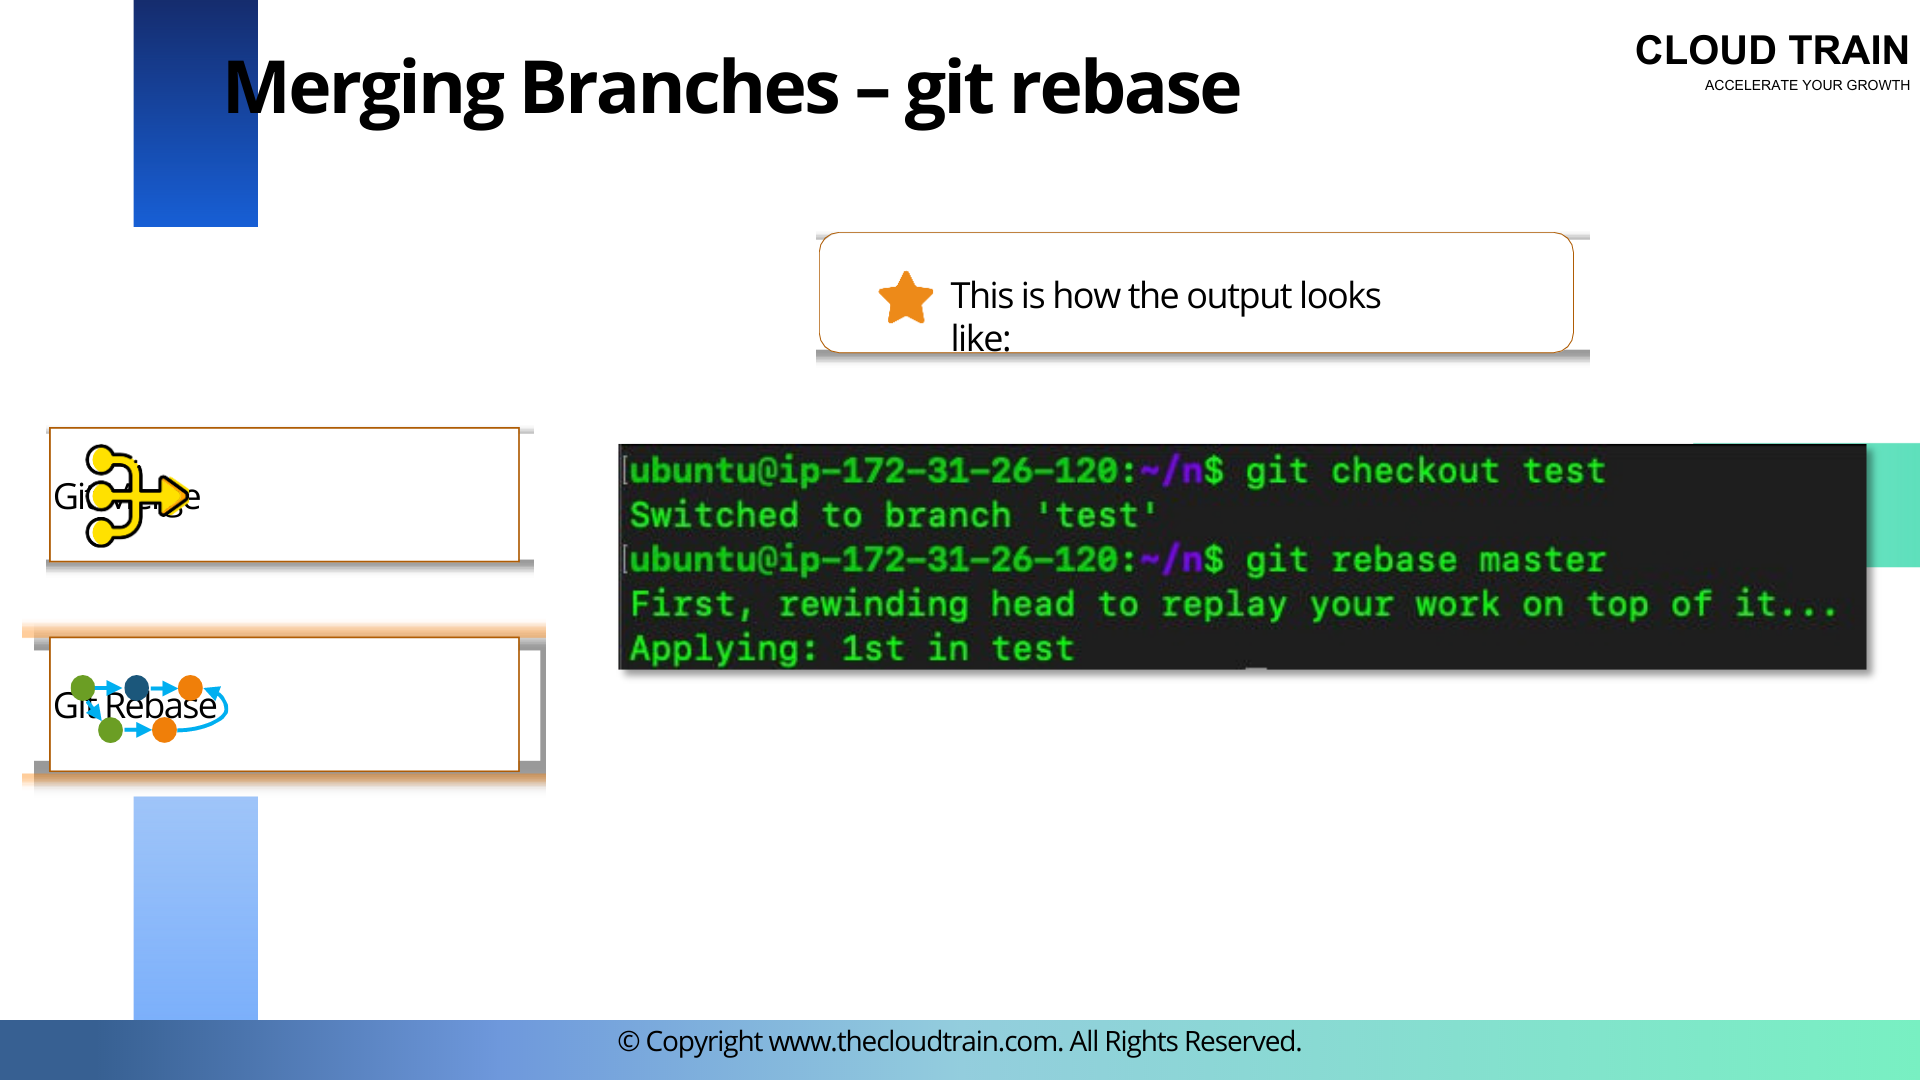 Merging Branches – git rebase
CLOUD TRAIN
ACCELERATE YOUR GROWTH
This is how the output looks
like:
Git Merge
Git Rebase
ubuntu@ip-172-31-26-120:~/n$ git checkout test
Switched to branch 'test'
ubuntu@ip-172-31-26-120:~/n$ git rebase master
First, rewinding head to replay your work on top of it...
Applying: 1st in test
© Copyright www.thecloudtrain.com. All Rights Reserved.